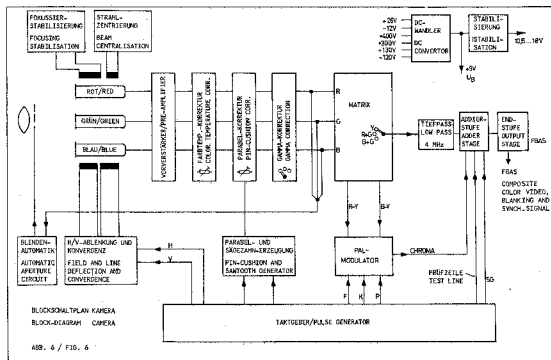 FOKUSSIER-
STABILISIERUNG
FOCUSING
STABILISATION
STRAHL-
ZENTRIERUNG
BEAM
CENTRALISATION
+26V
-12V
+400V
+800V
+130V
+120V
DC-
WANDLER
DC
CONVERTOR
STABILI-
SIERUNG
STABILI-
SATION
10,5...18V
+9V
UB
ROT/RED
GRÜN/GREEN
BLAU/BLUE
VORVERSTÄRKER/PRE-AMPLIFIER
FARBTEMP.-KORREKTUR
COLOR TEMPERATURE CORR.
PARABEL-KORREKTUR
PIN-CUSHION CORR.
GAMMA-KORREKTUR
GAMMA CORRECTION
R
G
B
MATRIX
TIEFPASS
LOW PASS
4 MHz
ADDIER-
STUFE
ADDER
STAGE
END-
STUFE
OUTPUT
STAGE
FBAS
FBAS
COMPOSITE
COLOR VIDEO,
BLANKING AND
SYNCH.SIGNAL
R-Y
B-Y
PAL-
MODULATOR
CHROMA
BLENDEN-
AUTOMATIK
AUTOMATIC
APERTURE
CIRCUIT
H/V-ABLENKUNG UND
KONVERGENZ
FIELD AND LINE
DEFLECTION AND
CONVERGENCE
H
V
PARABEL- UND
SÄGEZAHN-ERZEUGUNG
PIN-CUSHION AND
SAWTOOTH GENERATOR
F
K
P
PRÜFZEILE
TEST LINE
SG
BLOCKSCHALTPLAN KAMERA
BLOCK-DIAGRAM CAMERA
TAKTGEBER/PULSE GENERATOR
ABB. 6 / FIG. 6